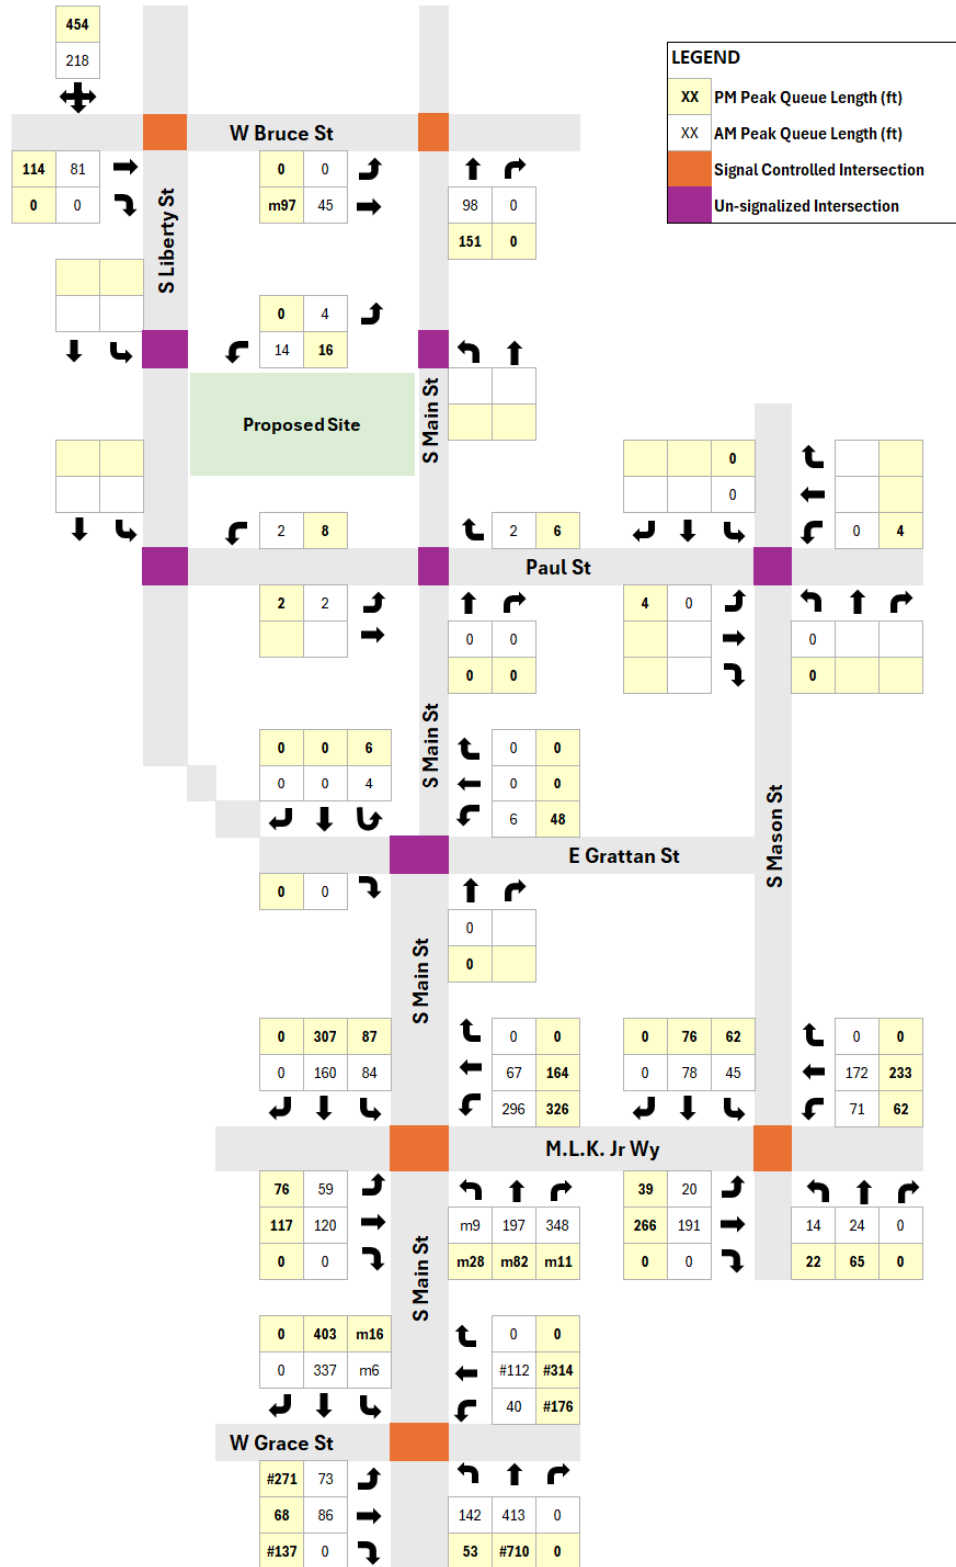 454
218
LEGEND
XX PM Peak Queue Length (ft)
XX AM Peak Queue Length (ft)
Signal Controlled Intersection
Un-signalized Intersection
W Bruce St
114 81
0 0
0 0
m97 45
98 0
151 0
S Liberty St
0 4
14 16
S Main St
Proposed Site
0
0
0 4
2 8
2 6
Paul St
2 2
0 0
0 0
4 0
0
0
S Main St
S Mason St
0 0 6
0 0 4
0 0
0 0
6 48
E Grattan St
0 0
0
0
S Main St
0 307 87
0 160 84
0 0
67 164
296 326
0 76 62
0 78 45
0 0
172 233
71 62
M.L.K. Jr Wy
76 59
117 120
0 0
m9 197 348
m28 m82 m11
39 20
266 191
0 0
14 24 0
22 65 0
S Main St
0 403 m16
0 337 m6
0 0
#112 #314
40 #176
W Grace St
#271 73
68 86
#137 0
142 413 0
53 #710 0